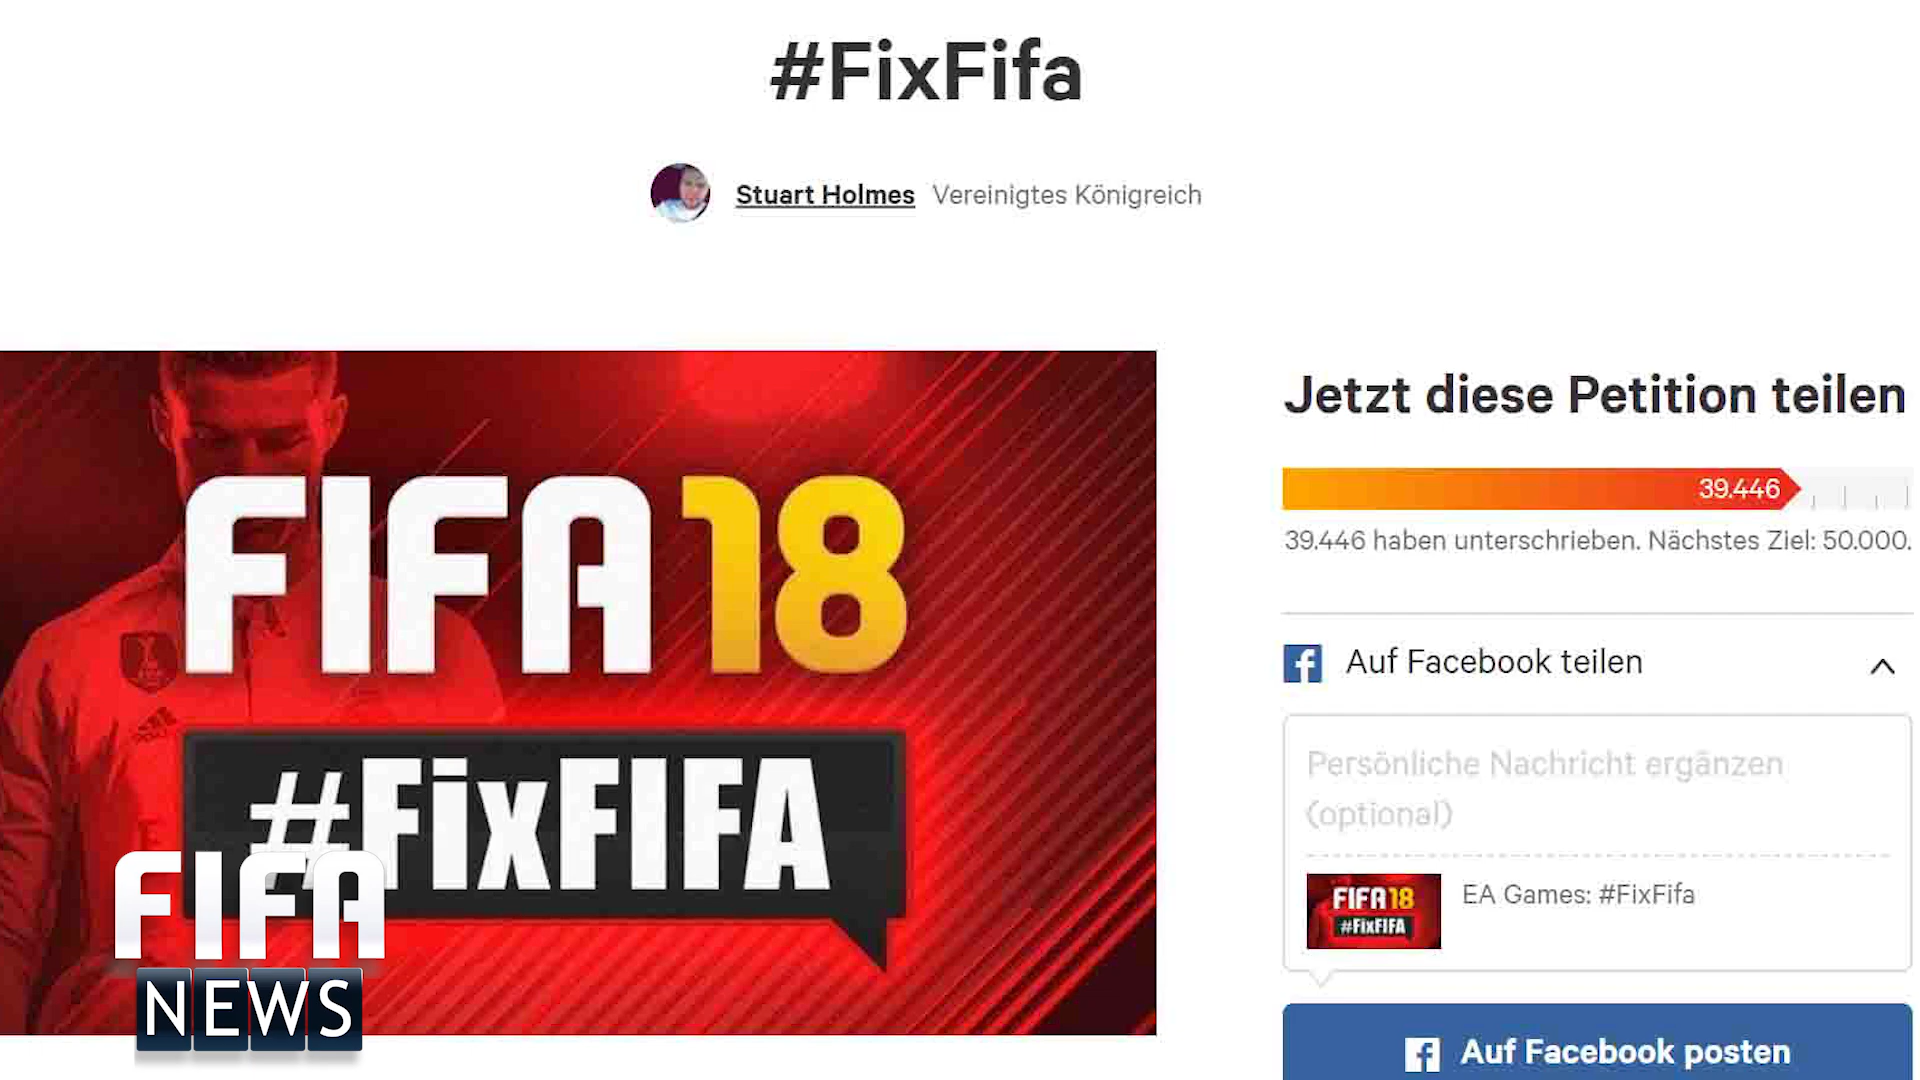 #FixFifa
Stuart Holmes Vereinigtes Königreich
FIFA 18
#FixFIFA
FIFA
NEWS
Jetzt diese Petition teilen
39.446
39.446 haben unterschrieben. Nächstes Ziel: 50.000.
Auf Facebook teilen
Persönliche Nachricht ergänzen
(optional)
FIFA 18
#FixFIFA
EA Games: #FixFifa
Auf Facebook posten